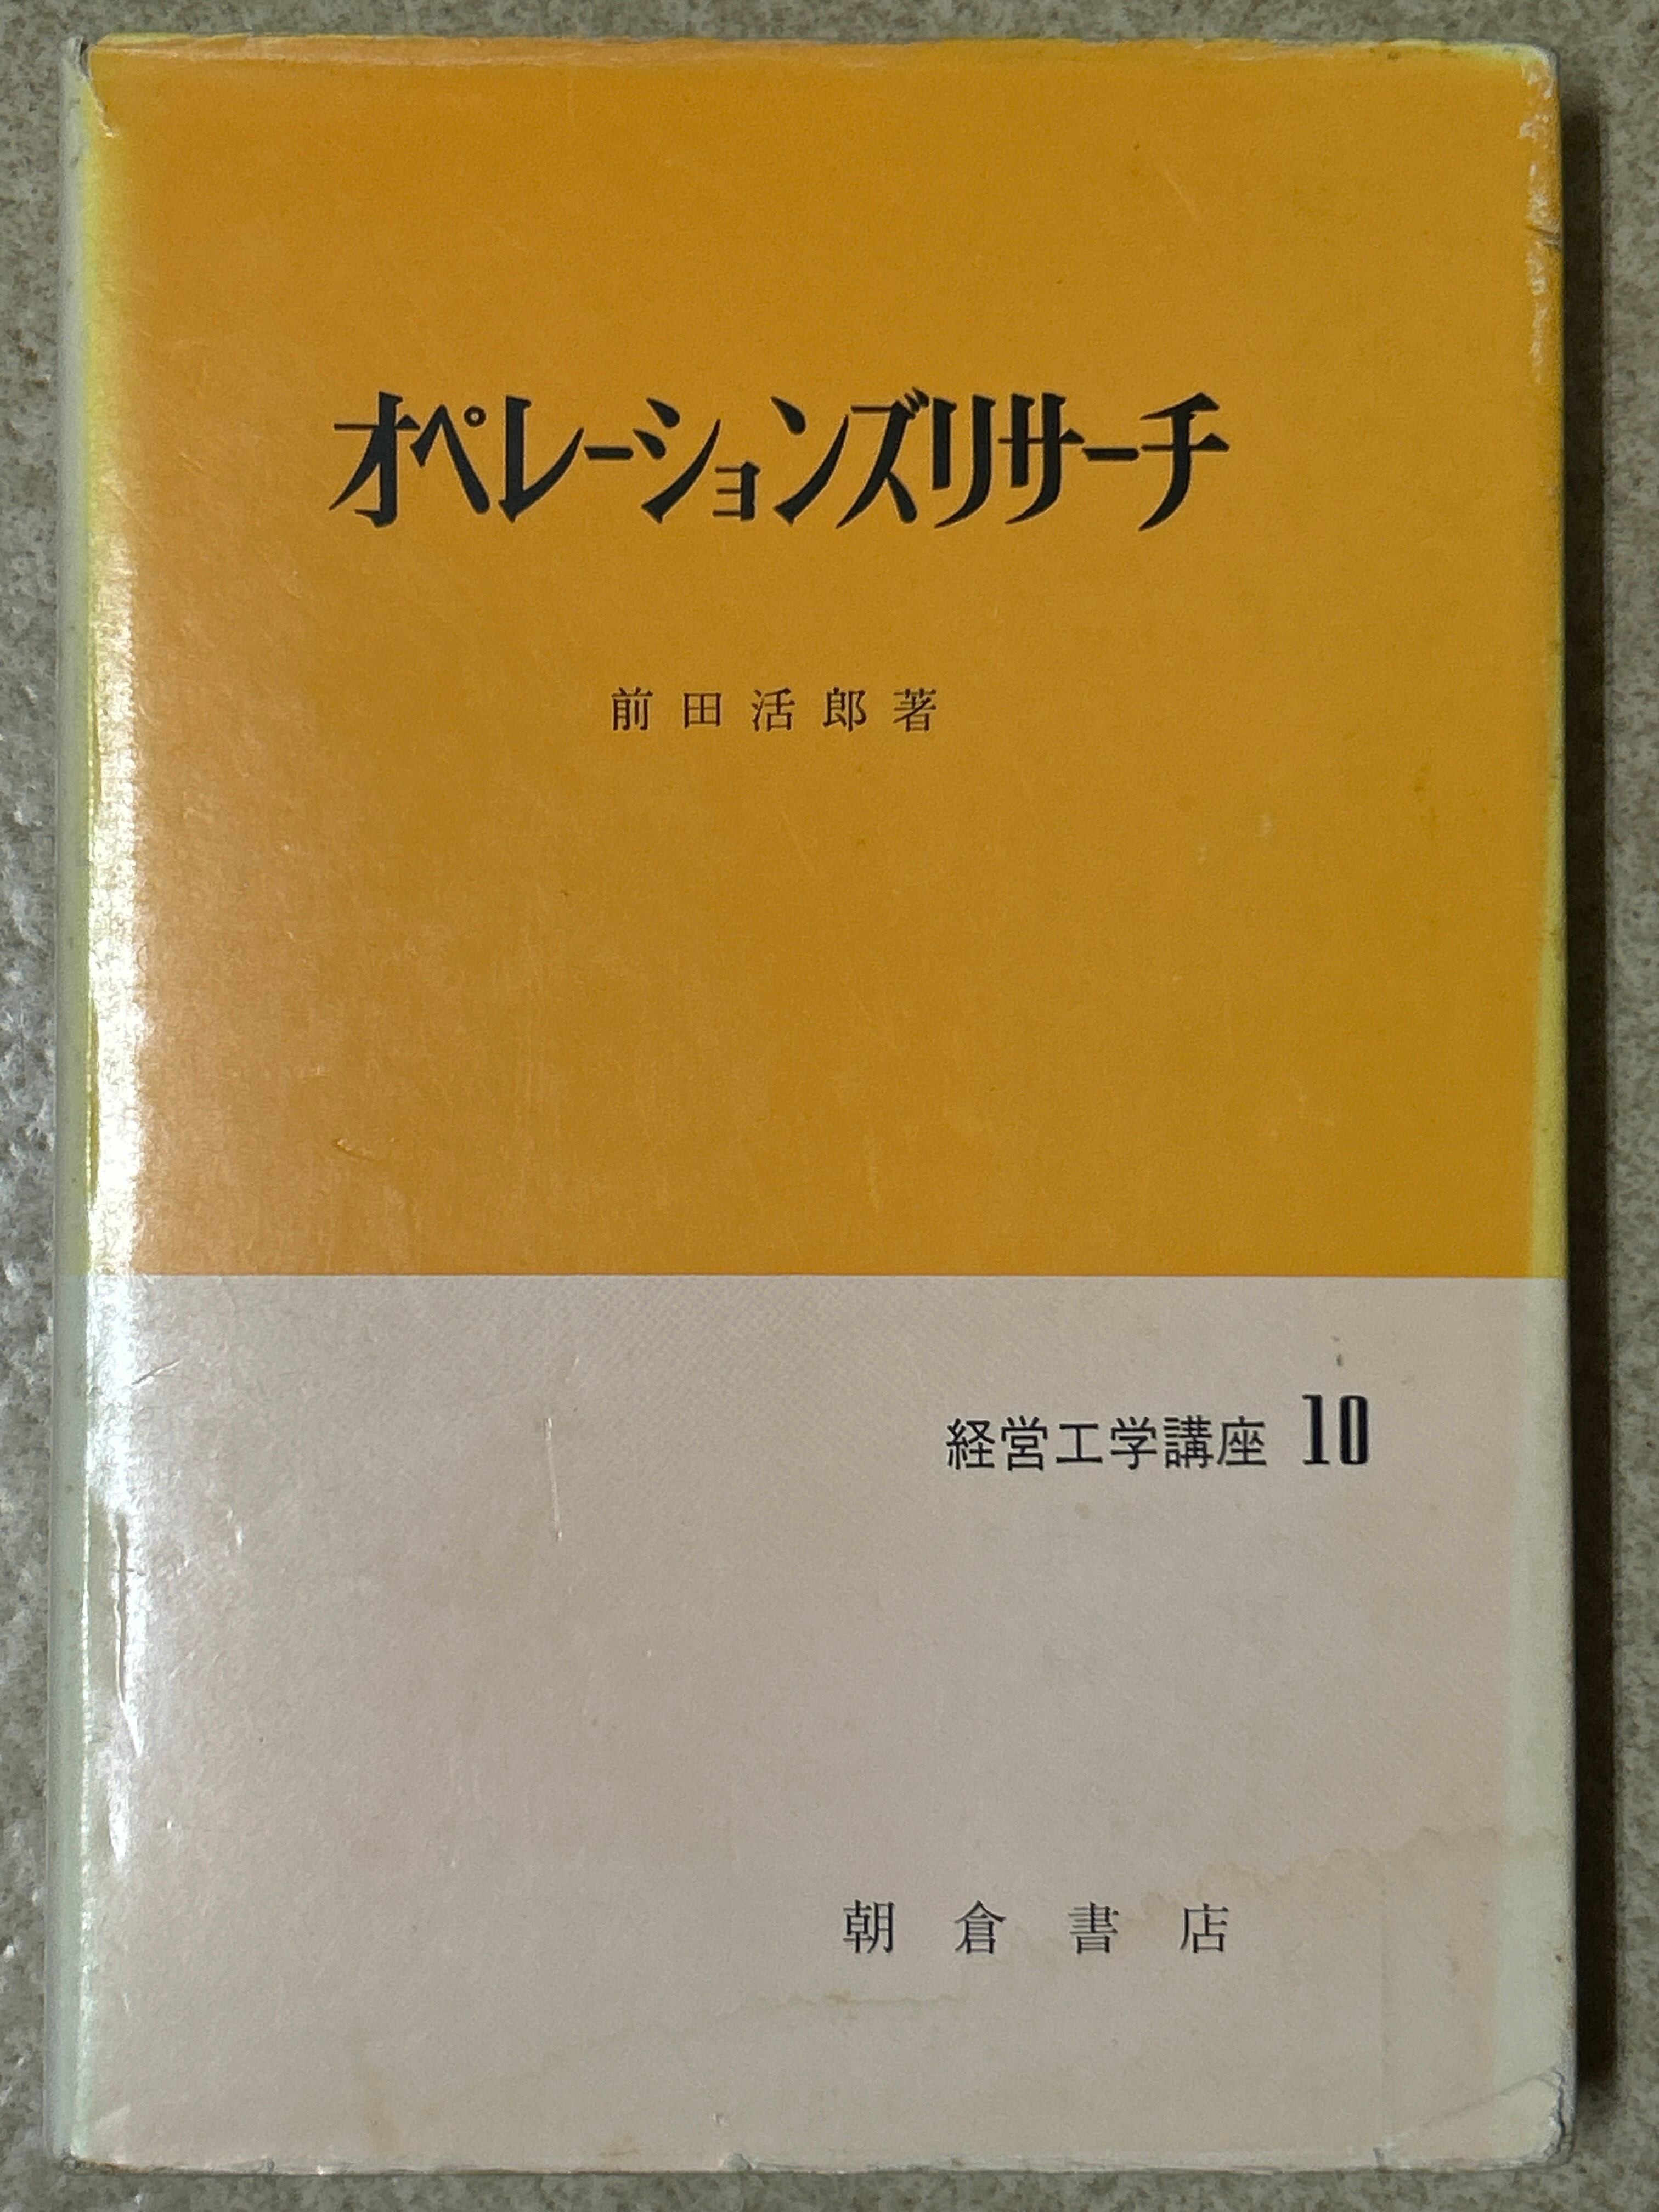 オペレーションズリサーチ
前田活郎著
経営工学講座 10
朝倉書店